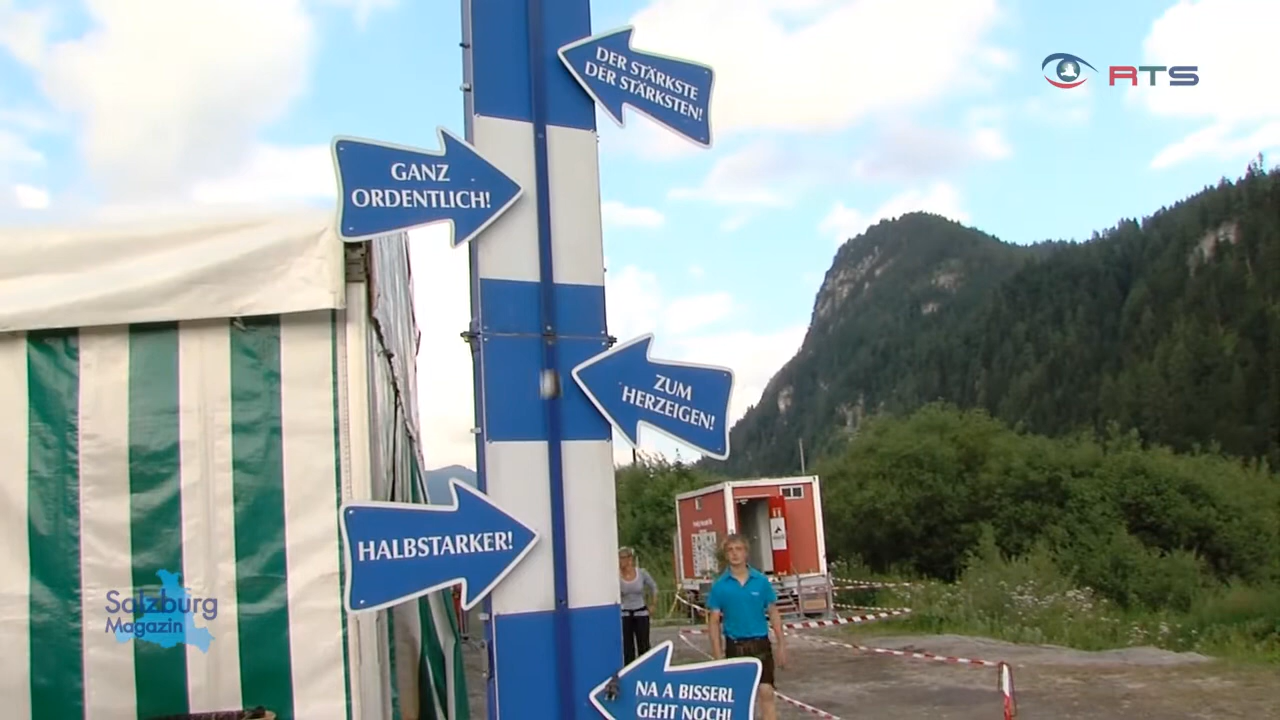 DER STÄRKSTE
DER STÄRKSTEN!
RTS
GANZ
ORDENTLICH!
ZUM
HERZEIGEN!
HALBSTARKER!
Salzburg
Magazin
NA A BISSERL
GEHT NOCH!